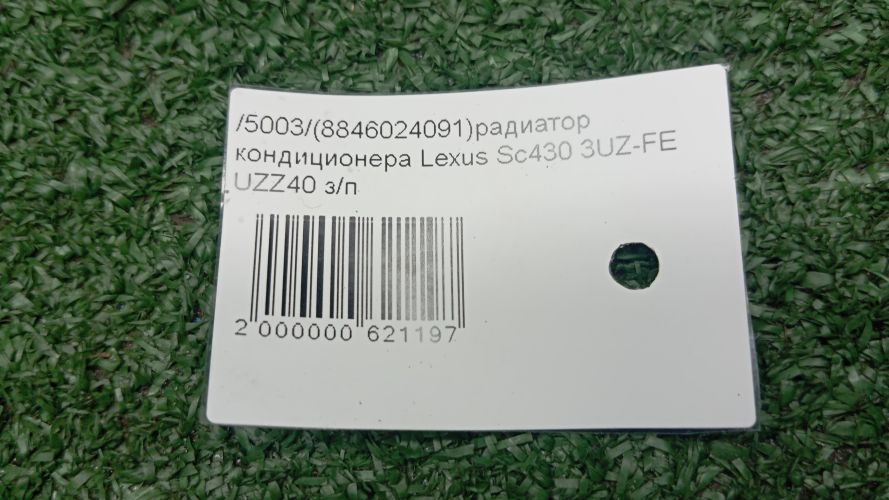 /5003/(8846024091)радиатор
кондиционера Lexus Sc430 3UZ-FE
UZZ40 з/п
2 000000 621197